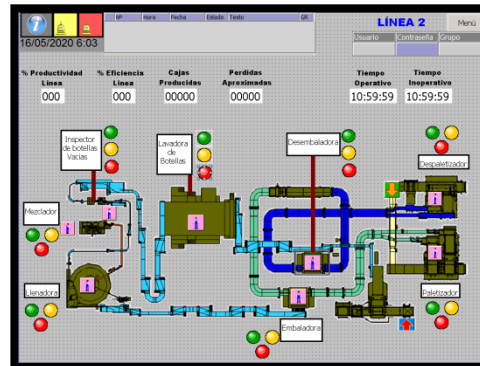 Nº Hora Fecha Estado Texto GR
LÍNEA 2
Menú
16/05/2020 6:03
Usuario Contraseña Grupo
% Productividad
Línea
000
% Eficiencia
Línea
000
Cajas
Producidas
00000
Perdidas
Aproximadas
00000
Tiempo
Operativo
10:59:59
Tiempo
Inoperativo
10:59:59
Inspector
de botellas
Vacias
Lavadora
de
Botellas
Desembaladora
Despaletizador
Mezclador
Llenadora
Embaladora
Paletizador